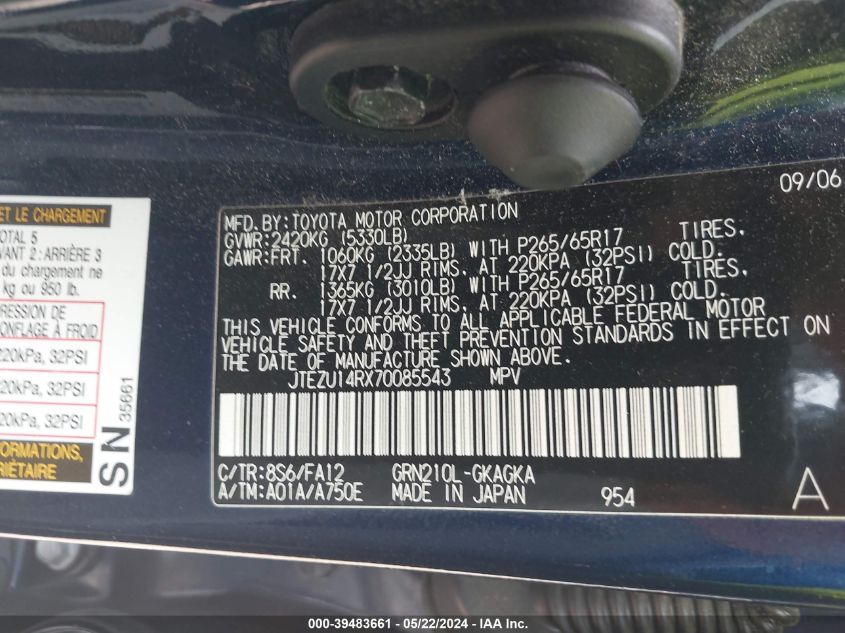 ET LE CHARGEMENT
OTAL 5
VANT 2 : ARRIÈRE 3
du chargement ne
kg ou 850 lb.
RESSION DE
ONFLAGE À FROID
220kPa, 32PSI
20kPa, 32PSI
20kPa, 32PSI
FORMATIONS,
RIÉTAIRE
SN 35661
09/06
MFD. BY: TOYOTA MOTOR CORPORATION
GVWR: 2420KG (5330LB)
GAWR: FRT. 1060KG (2335LB) WITH P265/65R17 TIRES.
17X7 1/2JJ RIMS. AT 220KPA (32PSI) COLD.
RR. 1365KG (3010LB) WITH P265/65R17 TIRES.
17X7 1/2JJ RIMS. AT 220KPA (32PSI) COLD.
THIS VEHICLE CONFORMS TO ALL APPLICABLE FEDERAL MOTOR
VEHICLE SAFETY AND THEFT PREVENTION STANDARDS IN EFFECT ON
THE DATE OF MANUFACTURE SHOWN ABOVE.
JTEZU14RX70085543 MPV
C/TR: 8S6/FA12 GRN210L-GKAGKA
A/TM: A01A/A750E MADE IN JAPAN 954 A
000-39483661 - 05/22/2024 - IAA Inc.